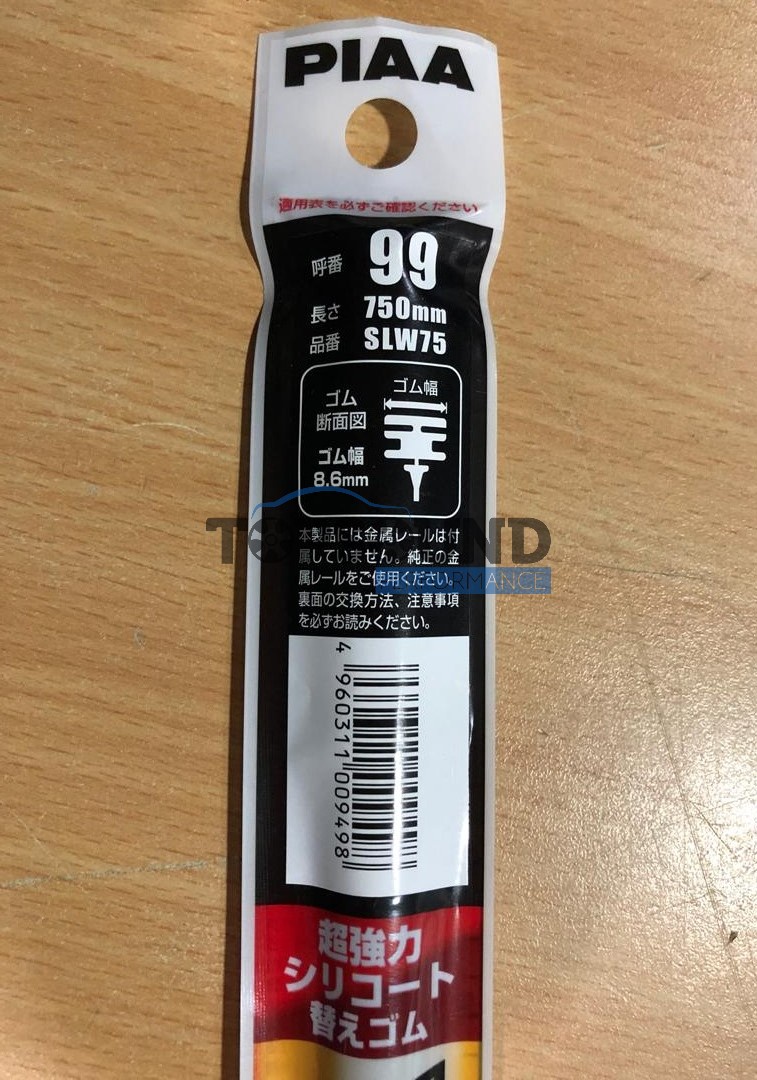 PIAA
適用表を必ずご確認ください
呼番 99
長さ 750mm
品番 SLW75
ゴム
断面図
ゴム幅
8.6mm
ゴム幅
本製品には金属レールは付
属していません。純正の金
属レールをご使用ください。
裏面の交換方法、注意事項
を必ずお読みください。
4 960311 009498
超強力
シリコート
替えゴム